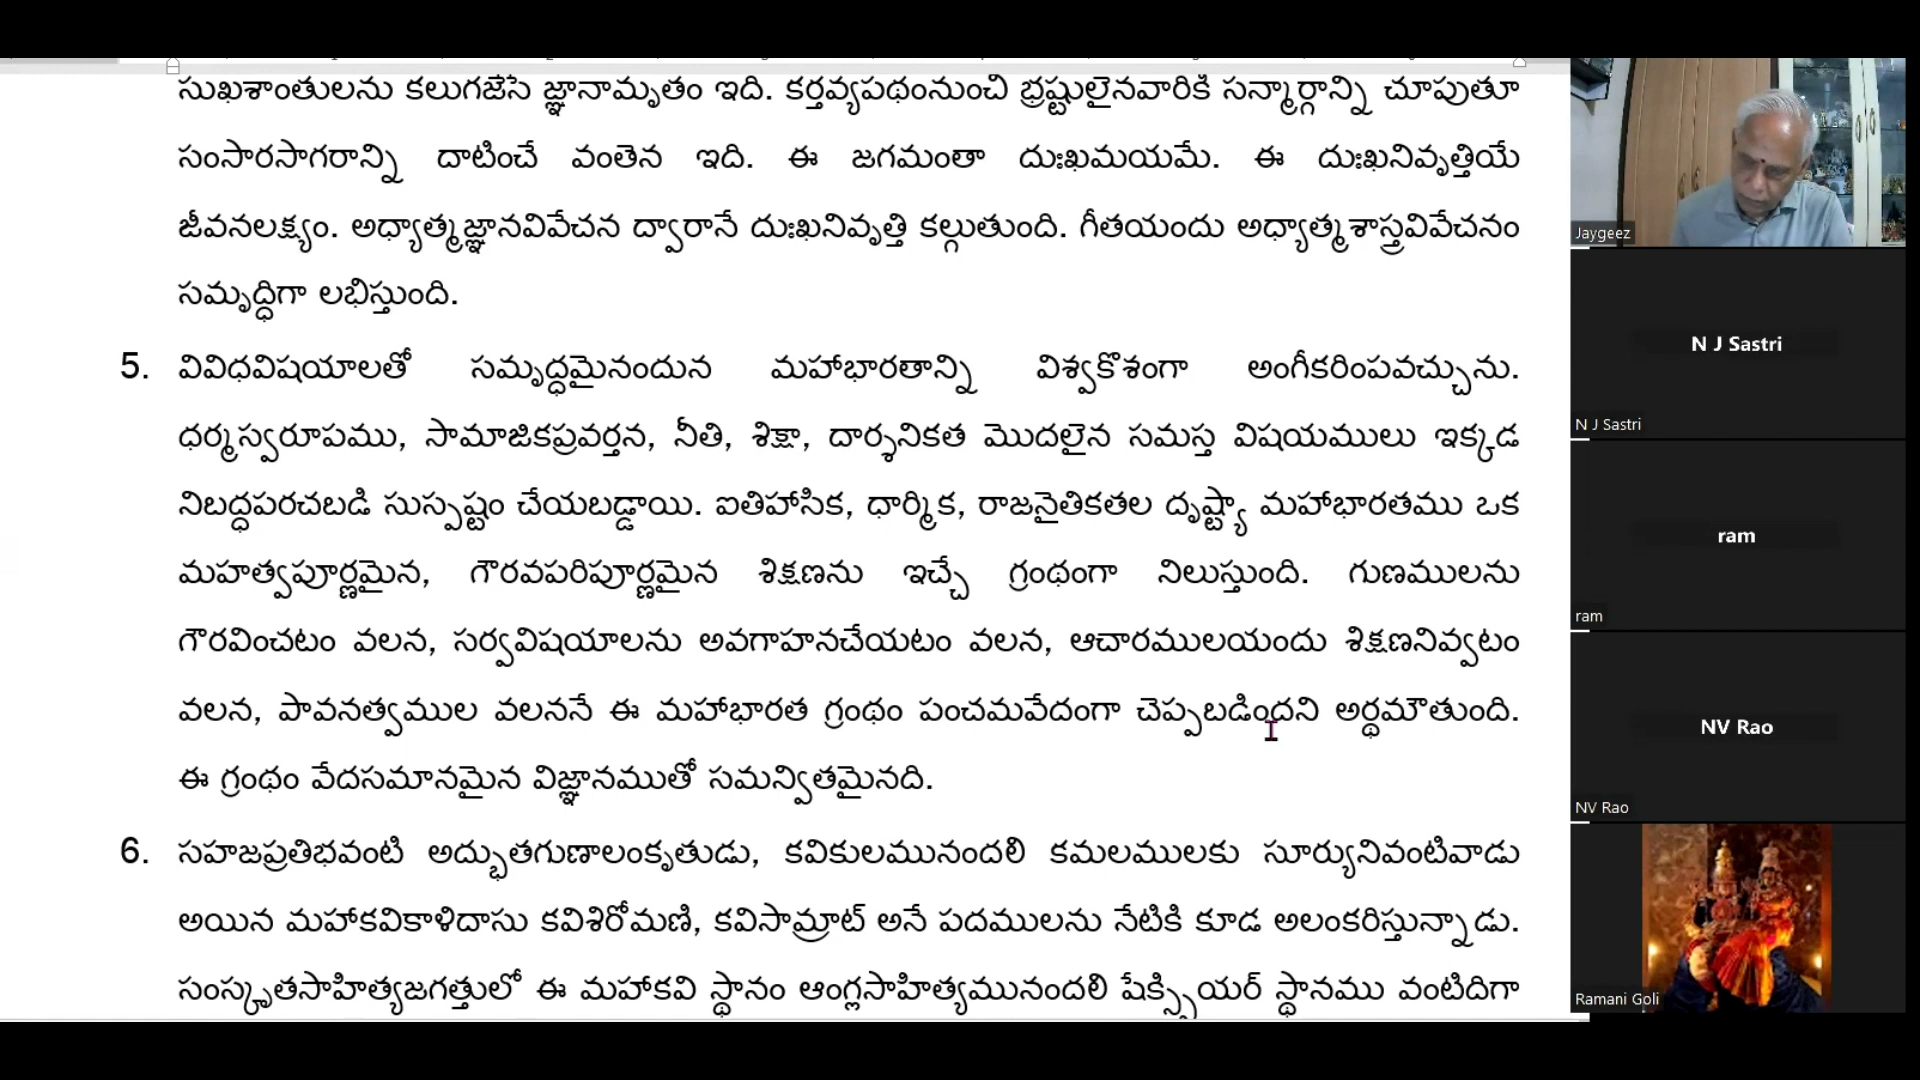 సుఖశాంతులను కలుగజేసే జ్ఞానామృతం ఇది. కర్తవ్యపథంనుంచి భ్రష్టులైనవారికి సన్మార్గాన్ని చూపుతూ
సంసారసాగరాన్ని దాటించే వంతెన ఇది. ఈ జగమంతా దుఃఖమయమే. ఈ దుఃఖనివృత్తియే
జీవనలక్ష్యం. అధ్యాత్మజ్ఞానవివేచన ద్వారానే దుఃఖనివృత్తి కల్గుతుంది. గీతయందు అధ్యాత్మశాస్త్రవివేచనం
సమృద్ధిగా లభిస్తుంది.
5. వివిధవిషయాలతో సమృద్ధమైనందున మహాభారతాన్ని విశ్వకొశంగా అంగీకరింపవచ్చును.
ధర్మస్వరూపము, సామాజికప్రవర్తన, నీతి, శిక్షా, దార్శనికత మొదలైన సమస్త విషయములు ఇక్కడ
నిబద్ధపరచబడి సుస్పష్టం చేయబడ్డాయి. ఐతిహాసిక, ధార్మిక, రాజనైతికతల దృష్ట్యా మహాభారతము ఒక
మహత్వపూర్ణమైన, గౌరవపరిపూర్ణమైన శిక్షణను ఇచ్చే గ్రంథంగా నిలుస్తుంది. గుణములను
గౌరవించటం వలన, సర్వవిషయాలను అవగాహనచేయటం వలన, ఆచారములయందు శిక్షణనివ్వటం
వలన, పావనత్వముల వలననే ఈ మహాభారత గ్రంథం పంచమవేదంగా చెప్పబడిందని అర్థమౌతుంది.
ఈ గ్రంథం వేదసమానమైన విజ్ఞానముతో సమన్వితమైనది.
6. సహజప్రతిభవంటి అద్భుతగుణాలంకృతుడు, కవికులమునందలి కమలములకు సూర్యునివంటివాడు
అయిన మహాకవికాళిదాసు కవిశిరోమణి, కవిసామ్రాట్ అనే పదములను నేటికి కూడ అలంకరిస్తున్నాడు.
సంస్కృతసాహిత్యజగత్తులో ఈ మహాకవి స్థానం ఆంగ్లసాహిత్యమునందలి షేక్స్పియర్ స్థానము వంటిదిగా
Jaygeez
N J Sastri
N J Sastri
ram
ram
NV Rao
NV Rao
Ramani Goli